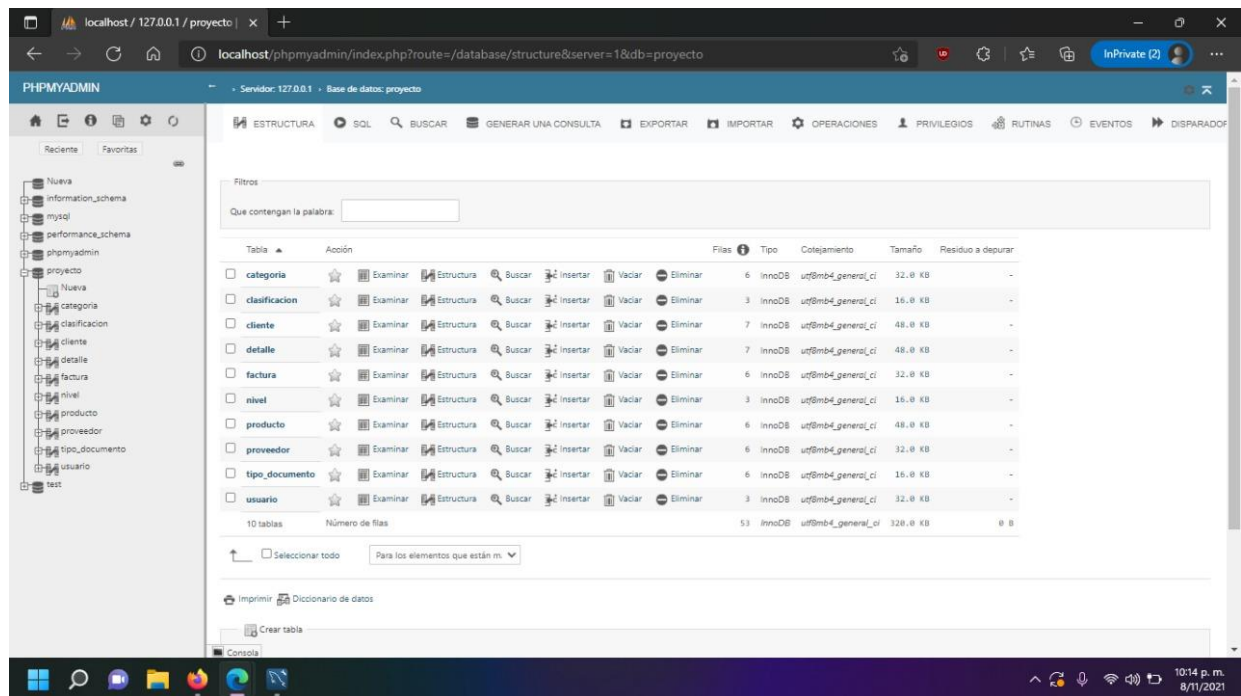 localhost / 127.0.0.1 / proyecto |
localhost/phpmyadmin/index.php?route=/database/structure&server=1&db=proyecto
InPrivate (2)
PHPMYADMIN
Servidor: 127.0.0.1 Base de datos: proyecto
Reciente Favoritas
Nueva
information_schema
mysql
performance_schema
phpmyadmin
proyecto
Nueva
categoria
clasificacion
cliente
detalle
factura
nivel
producto
proveedor
tipo_documento
usuario
test
ESTRUCTURA SQL BUSCAR GENERAR UNA CONSULTA EXPORTAR IMPORTAR OPERACIONES PRIVILEGIOS RUTINAS EVENTOS DISPARADOR
Filtros
Que contengan la palabra:
Tabla Acción Filas Tipo Cotejamiento Tamaño Residuo a depurar
categoria Examinar Estructura Buscar Insertar Vaciar Eliminar 6 InnoDB utf8mb4_general_ci 32.0 KB -
clasificacion Examinar Estructura Buscar Insertar Vaciar Eliminar 3 InnoDB utf8mb4_general_ci 16.0 KB -
cliente Examinar Estructura Buscar Insertar Vaciar Eliminar 7 InnoDB utf8mb4_general_ci 48.0 KB -
detalle Examinar Estructura Buscar Insertar Vaciar Eliminar 7 InnoDB utf8mb4_general_ci 48.0 KB -
factura Examinar Estructura Buscar Insertar Vaciar Eliminar 6 InnoDB utf8mb4_general_ci 32.0 KB -
nivel Examinar Estructura Buscar Insertar Vaciar Eliminar 3 InnoDB utf8mb4_general_ci 16.0 KB -
producto Examinar Estructura Buscar Insertar Vaciar Eliminar 6 InnoDB utf8mb4_general_ci 48.0 KB -
proveedor Examinar Estructura Buscar Insertar Vaciar Eliminar 6 InnoDB utf8mb4_general_ci 32.0 KB -
tipo_documento Examinar Estructura Buscar Insertar Vaciar Eliminar 6 InnoDB utf8mb4_general_ci 16.0 KB -
usuario Examinar Estructura Buscar Insertar Vaciar Eliminar 3 InnoDB utf8mb4_general_ci 32.0 KB -
10 tablas Número de filas 53 InnoDB utf8mb4_general_ci 320.0 KB 0 B
Seleccionar todo Para los elementos que están m
Imprimir Diccionario de datos
Crear tabla
Consola
10:14 p. m.
8/11/2021